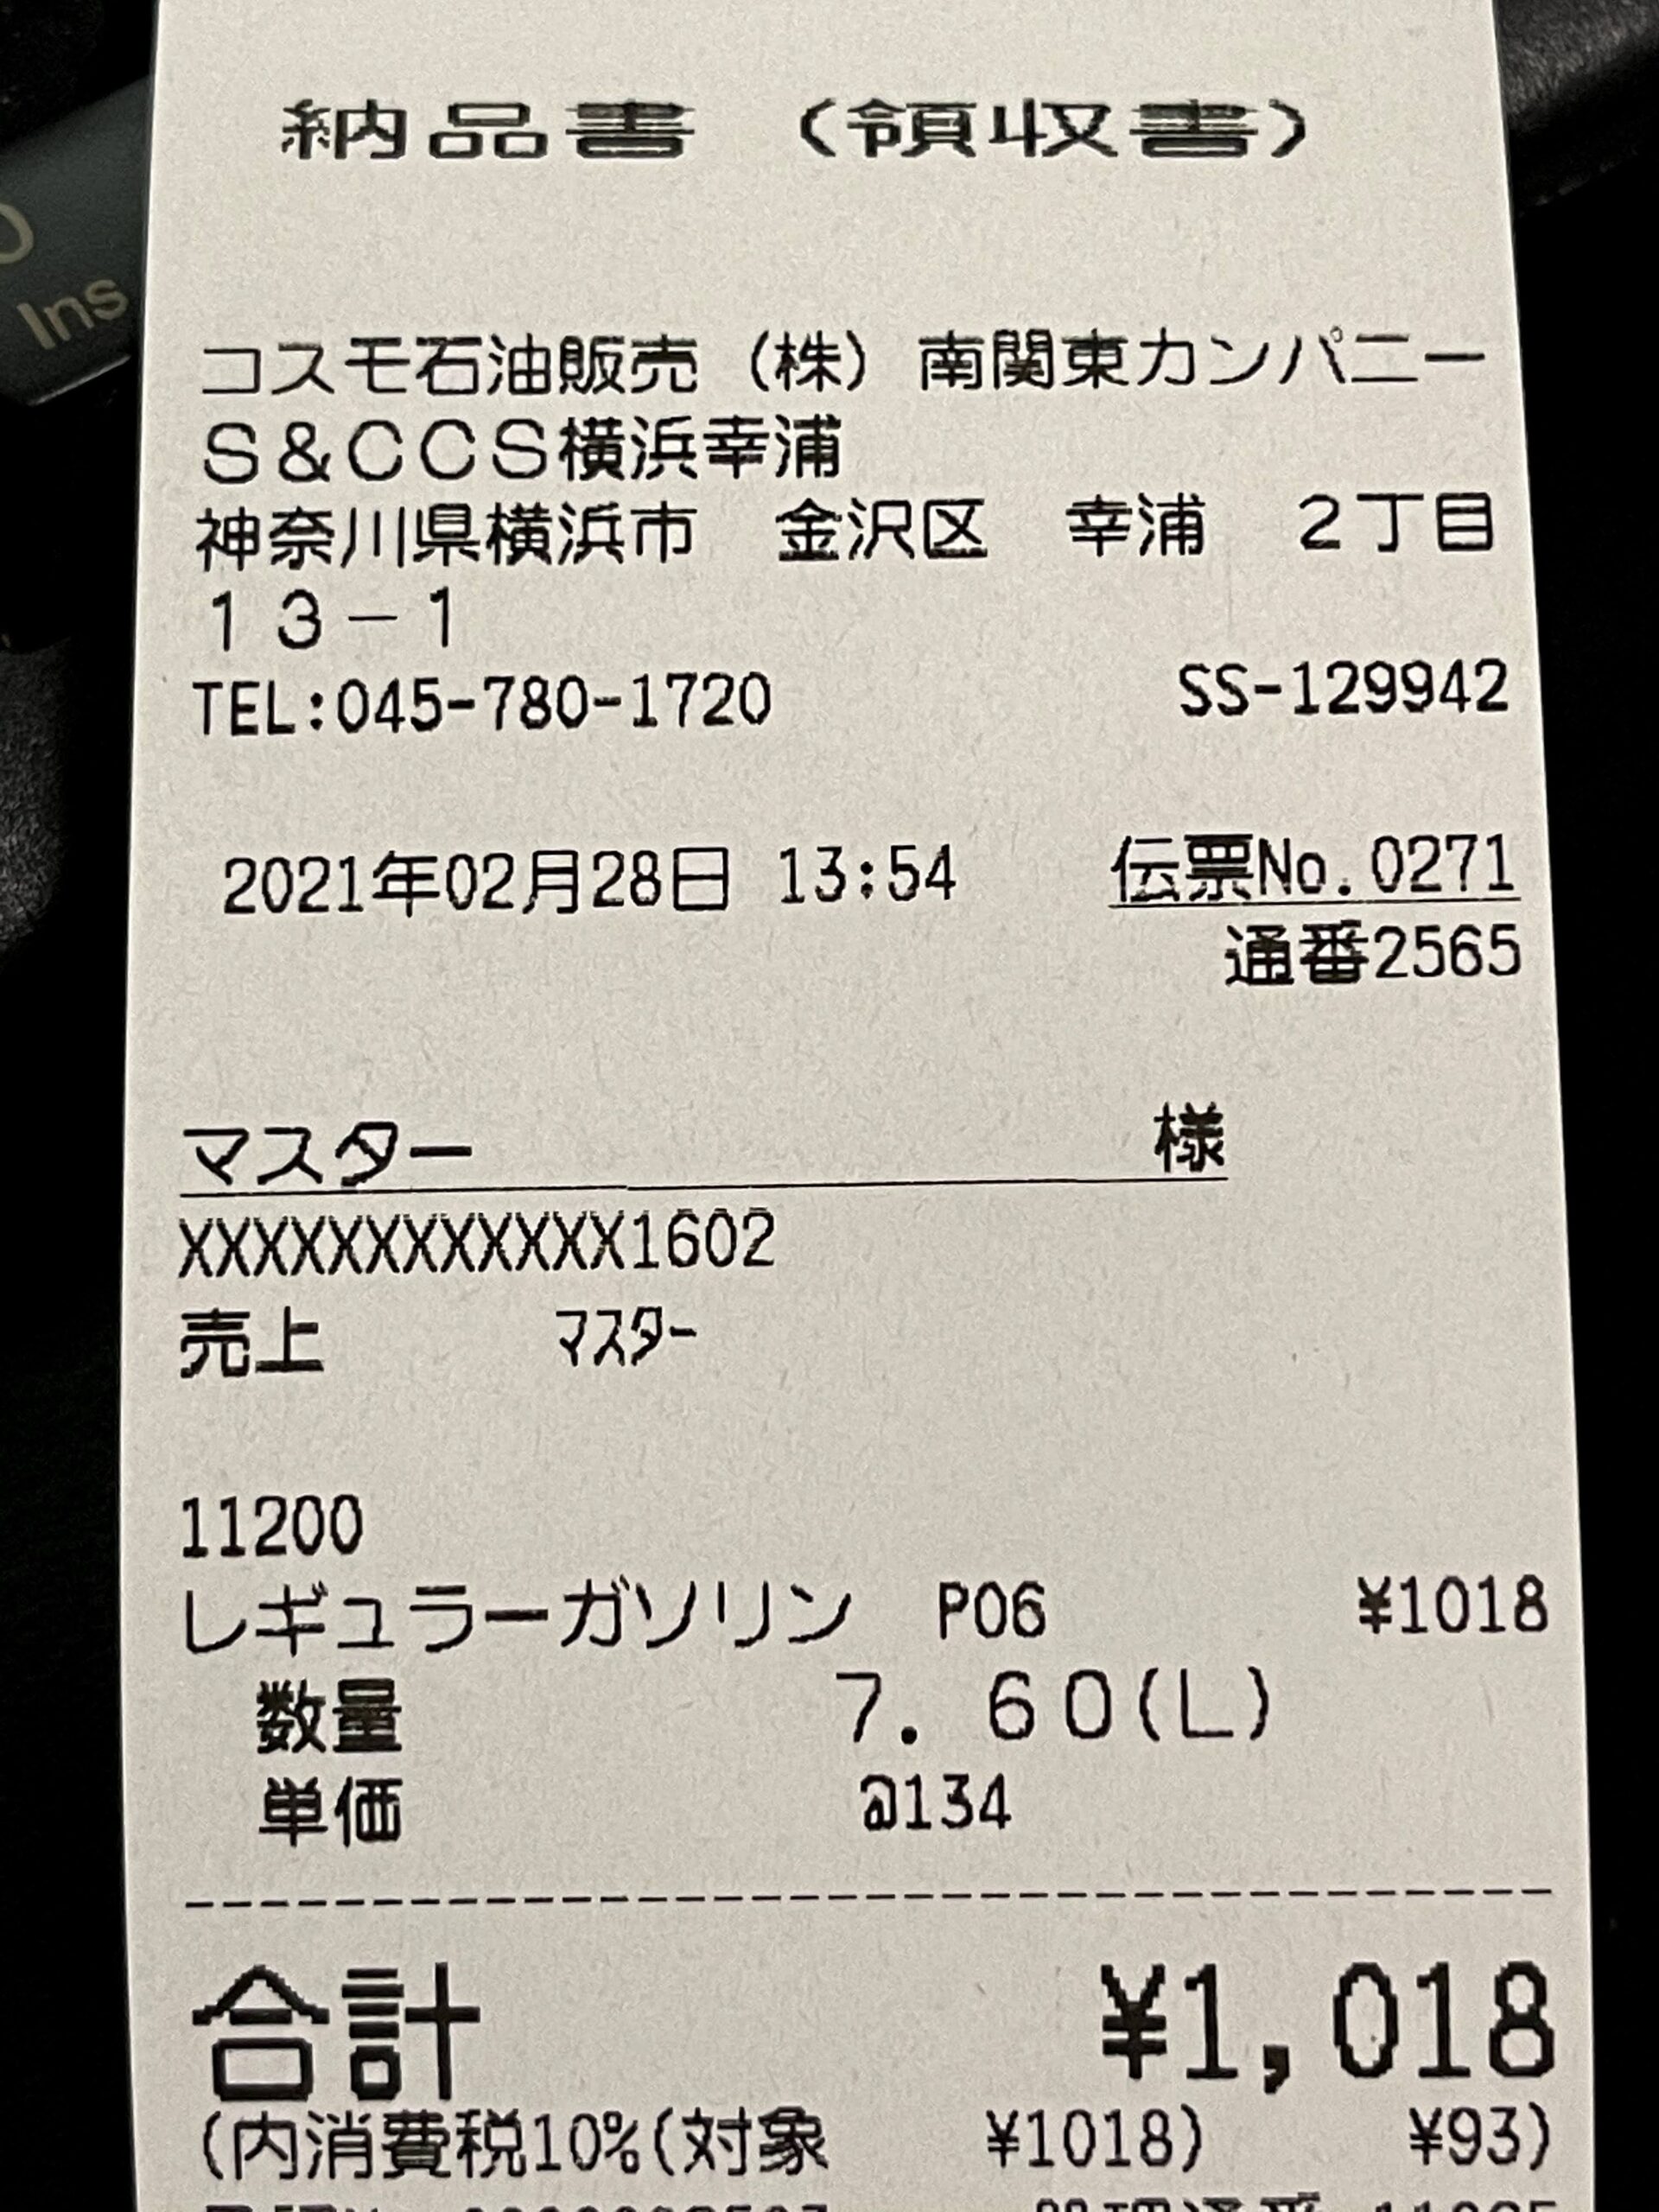 Ins
納品書（領収書）
コスモ石油販売（株）南関東カンパニー
S&CCS横浜幸浦
神奈川県横浜市　金沢区　幸浦　２丁目
１３－１
TEL:045-780-1720 SS-129942
2021年02月28日 13:54 伝票No.0271
通番2565
マスター 様
XXXXXXXXXXXX1602
売上 ﾏｽﾀｰ
11200
レギュラーガソリン P06 ¥1018
数量 7. 60(L)
単価 @134
合計 ¥1,018
(内消費税10%(対象 ¥1018) ¥93)